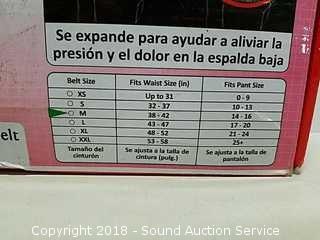 Se expande para ayudar a aliviar la
presión y el dolor en la espalda baja
Belt Size Fits Waist Size (in) Fits Pant Size
XS Up to 31 0 - 9
S 32 - 37 10 - 13
M 38 - 42 14 - 16
L 43 - 47 17 - 20
XL 48 - 52 21 - 24
XXL 53 - 58 25+
Tamaño del cinturón Se ajusta a la talla de cintura (pulg.) Se ajusta a la talla de pantalón
elt
Copyright 2018 - Sound Auction Service